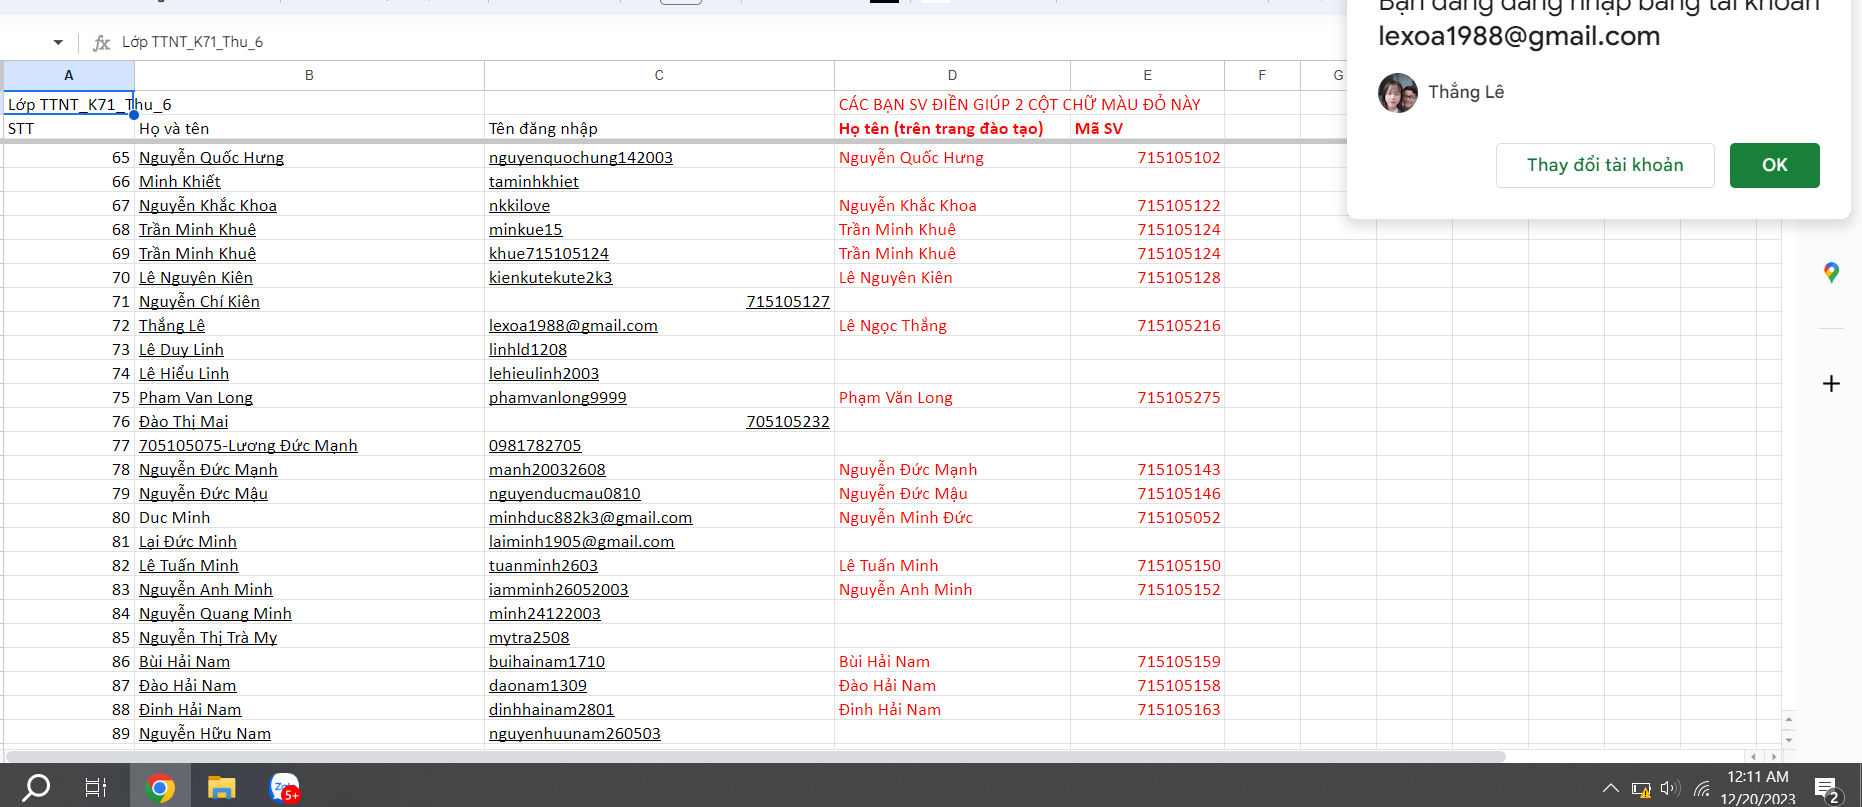 Bạn đang đăng nhập bằng tài khoản
lexoa1988@gmail.com
Thắng Lê
Thay đổi tài khoản OK
fx Lớp TTNT_K71_Thu_6
A B C D E F G
Lớp TTNT_K71_Thu_6 CÁC BẠN SV ĐIỀN GIÚP 2 CỘT CHỮ MÀU ĐỎ NÀY
STT Họ và tên Tên đăng nhập Họ tên (trên trang đào tạo) Mã SV
65 Nguyễn Quốc Hưng nguyenquochung142003 Nguyễn Quốc Hưng 715105102
66 Minh Khiết taminhkhiet
67 Nguyễn Khắc Khoa nkkilove Nguyễn Khắc Khoa 715105122
68 Trần Minh Khuê minkue15 Trần Minh Khuê 715105124
69 Trần Minh Khuê khue715105124 Trần Minh Khuê 715105124
70 Lê Nguyên Kiên kienkutekute2k3 Lê Nguyên Kiên 715105128
71 Nguyễn Chí Kiên 715105127
72 Thắng Lê lexoa1988@gmail.com Lê Ngọc Thắng 715105216
73 Lê Duy Linh linhld1208
74 Lê Hiểu Linh lehieulinh2003
75 Pham Van Long phamvanlong9999 Phạm Văn Long 715105275
76 Đào Thị Mai 705105232
77 705105075-Lương Đức Mạnh 0981782705
78 Nguyễn Đức Mạnh manh20032608 Nguyễn Đức Mạnh 715105143
79 Nguyễn Đức Mậu nguyenducmau0810 Nguyễn Đức Mậu 715105146
80 Duc Minh minhduc882k3@gmail.com Nguyễn Minh Đức 715105052
81 Lại Đức Minh laiminh1905@gmail.com
82 Lê Tuấn Minh tuanminh2603 Lê Tuấn Minh 715105150
83 Nguyễn Anh Minh iamminh26052003 Nguyễn Anh Minh 715105152
84 Nguyễn Quang Minh minh24122003
85 Nguyễn Thị Trà My mytra2508
86 Bùi Hải Nam buihainam1710 Bùi Hải Nam 715105159
87 Đào Hải Nam daonam1309 Đào Hải Nam 715105158
88 Đinh Hải Nam dinhhainam2801 Đinh Hải Nam 715105163
89 Nguyễn Hữu Nam nguyenhuunam260503
5+
12:11 AM
12/20/2023
2